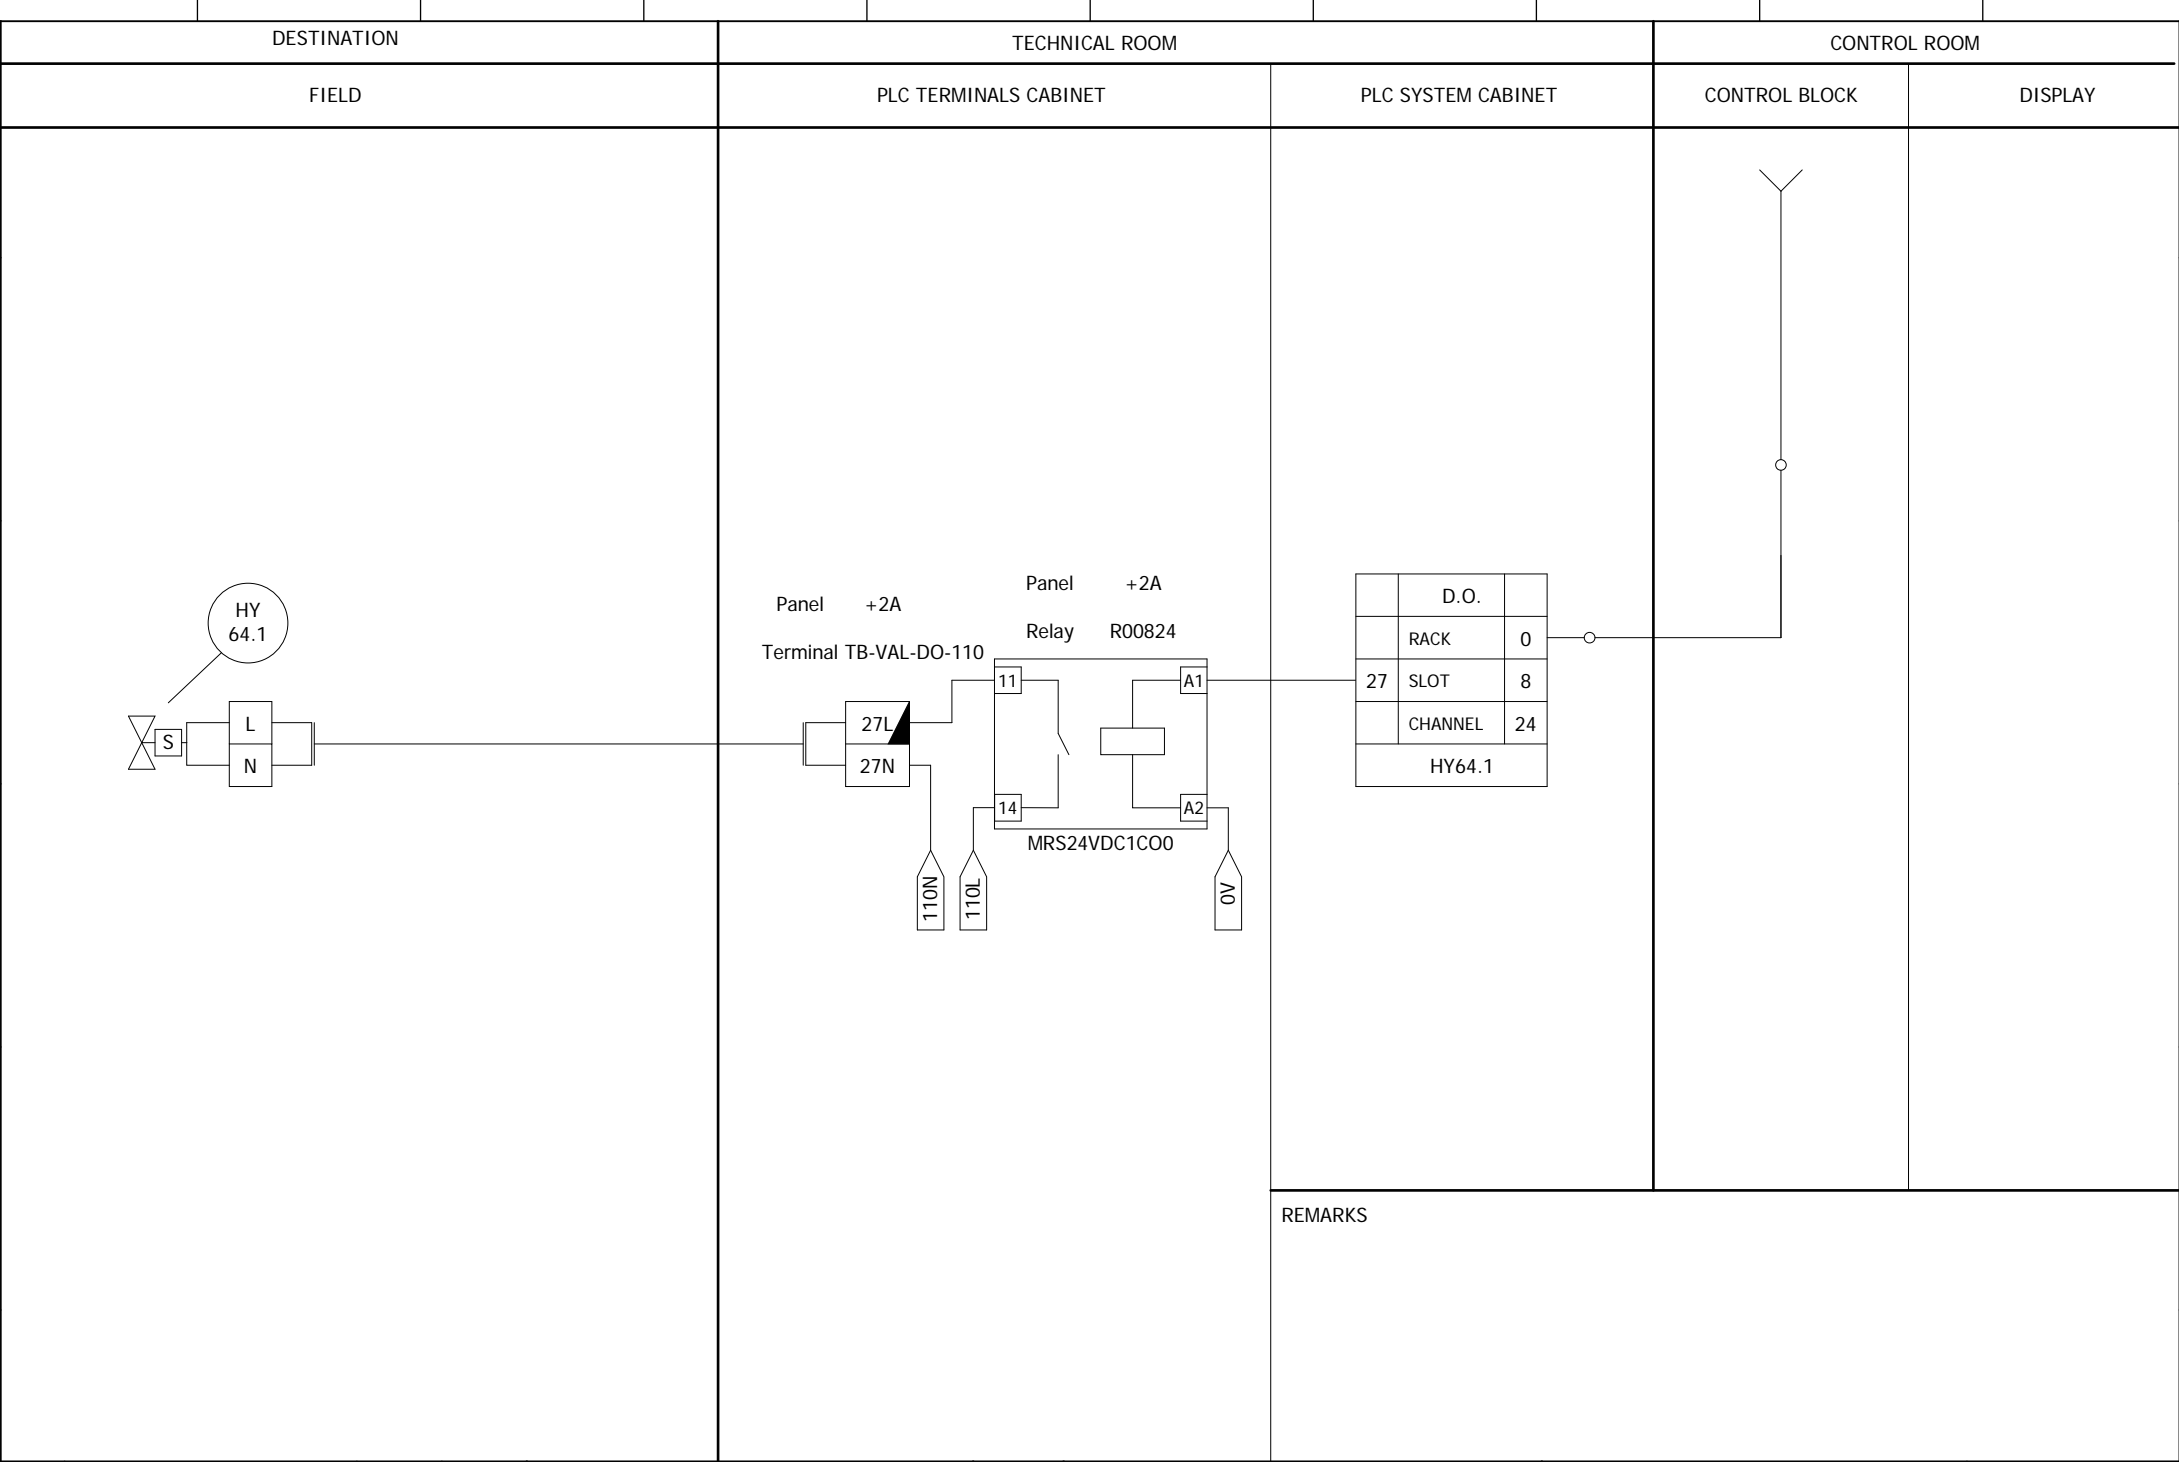 DESTINATION
TECHNICAL ROOM
CONTROL ROOM
FIELD
PLC TERMINALS CABINET
PLC SYSTEM CABINET
CONTROL BLOCK
DISPLAY
HY
64.1
S
L
N
Panel +2A
Terminal TB-VAL-DO-110
27L
27N
110N
110L
Panel +2A
Relay R00824
11
14
A1
A2
MRS24VDC1CO0
0V
D.O.
RACK 0
27 SLOT 8
CHANNEL 24
HY64.1
REMARKS